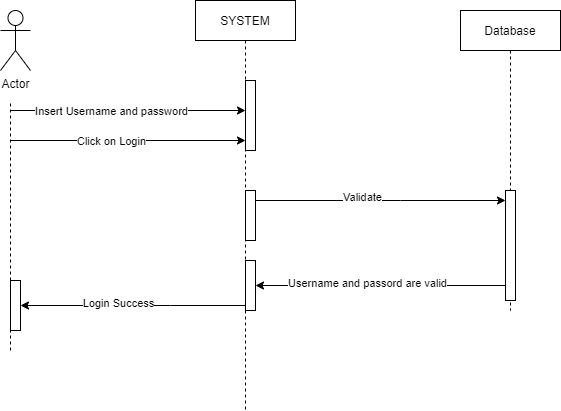 SYSTEM
Database
Actor
Insert Username and password
Click on Login
Validate
Username and passord are valid
Login Success